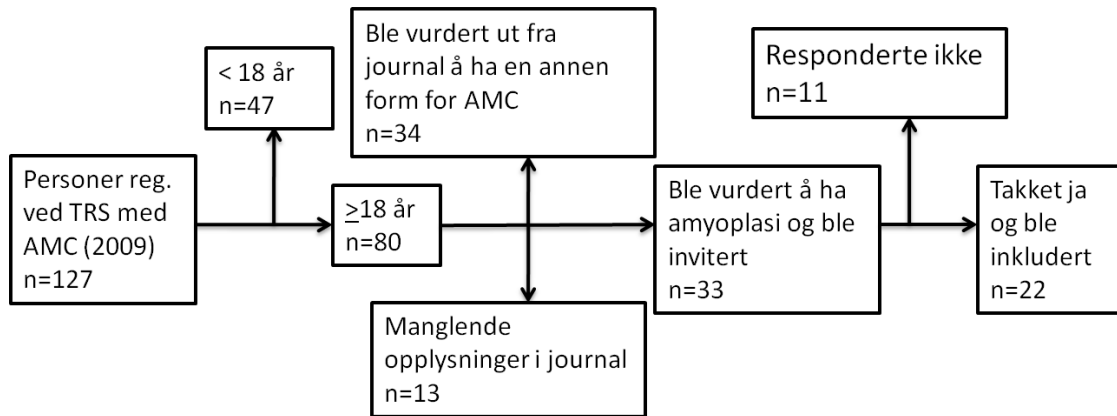 Personer reg.
ved TRS med
AMC (2009)
n=127
< 18 år
n=47
≥18 år
n=80
Ble vurdert ut fra
journal å ha en annen
form for AMC
n=34
Manglende
opplysninger i journal
n=13
Ble vurdert å ha
amyoplasi og ble
invitert
n=33
Responderte ikke
n=11
Takket ja
og ble
inkludert
n=22